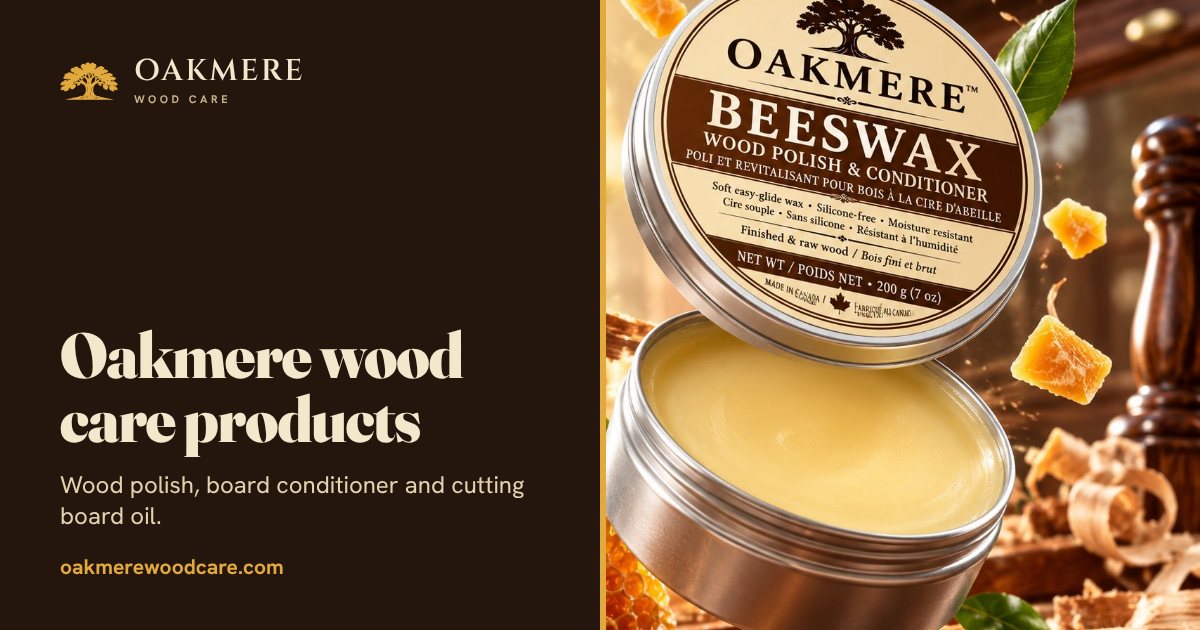 OAKMERE
WOOD CARE
Oakmere wood
care products
Wood polish, board conditioner and cutting
board oil.
oakmerewoodcare.com
OAKMERE™
BEESWAX
WOOD POLISH & CONDITIONER
POLI ET REVITALISANT POUR BOIS À LA CIRE D'ABEILLE
Soft easy-glide wax • Silicone-free • Moisture resistant
Cire souple • Sans silicone • Résistant à l'humidité
Finished & raw wood / Bois fini et brut
NET WT / POIDS NET • 200 g (7 oz)
MADE IN CANADA /